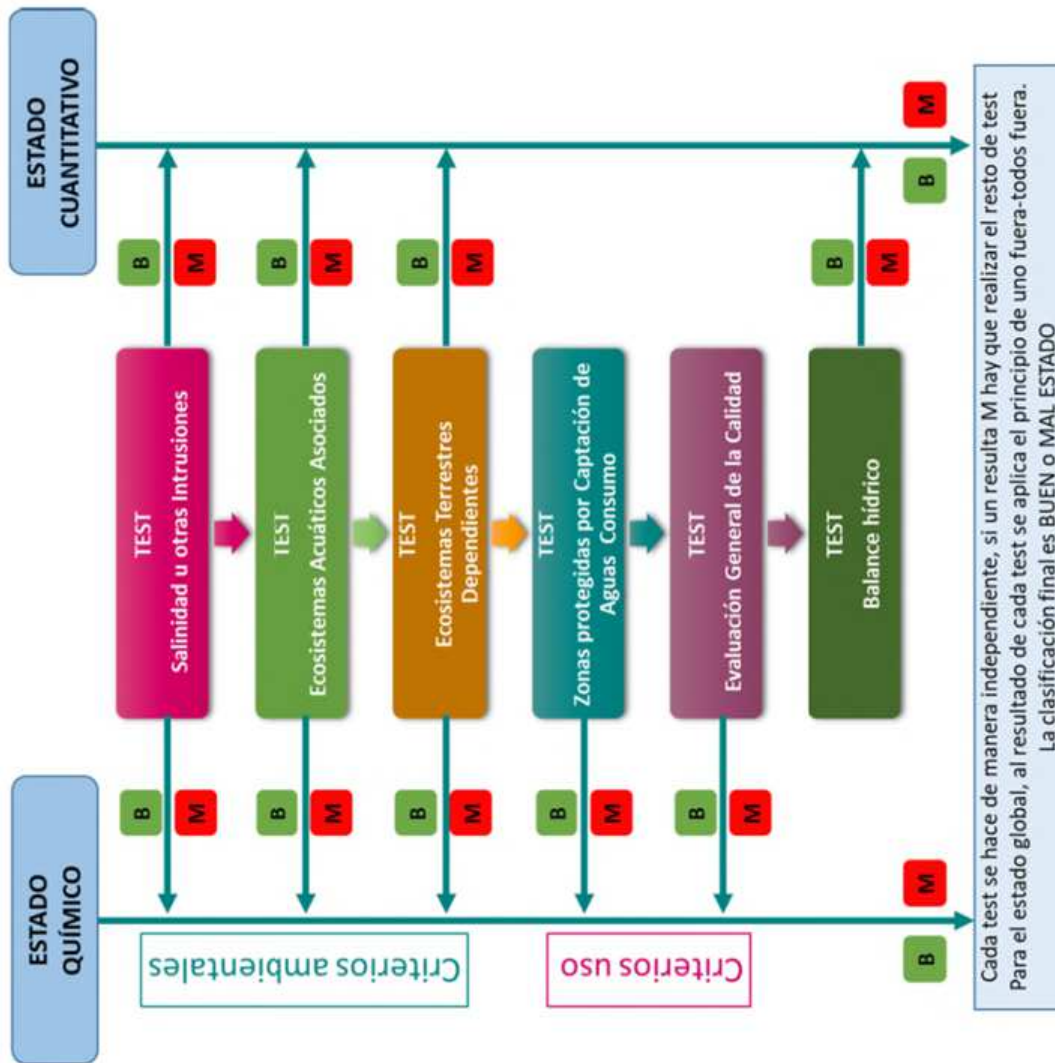 ESTADO
QUÍMICO
ESTADO
CUANTITATIVO
Criterios ambientales
Criterios uso
B
M
TEST
Salinidad u otras Intrusiones
B
M
B
M
TEST
Ecosistemas Acuáticos Asociados
B
M
B
M
TEST
Ecosistemas Terrestres
Dependientes
B
M
B
M
TEST
Zonas protegidas por Captación de
Aguas Consumo
B
M
TEST
Evaluación General de la Calidad
TEST
Balance hídrico
B
M
B
M
B
M
Cada test se hace de manera independiente, si un resulta M hay que realizar el resto de test
Para el estado global, al resultado de cada test se aplica el principio de uno fuera-todos fuera.
La clasificación final es BUEN o MAL ESTADO